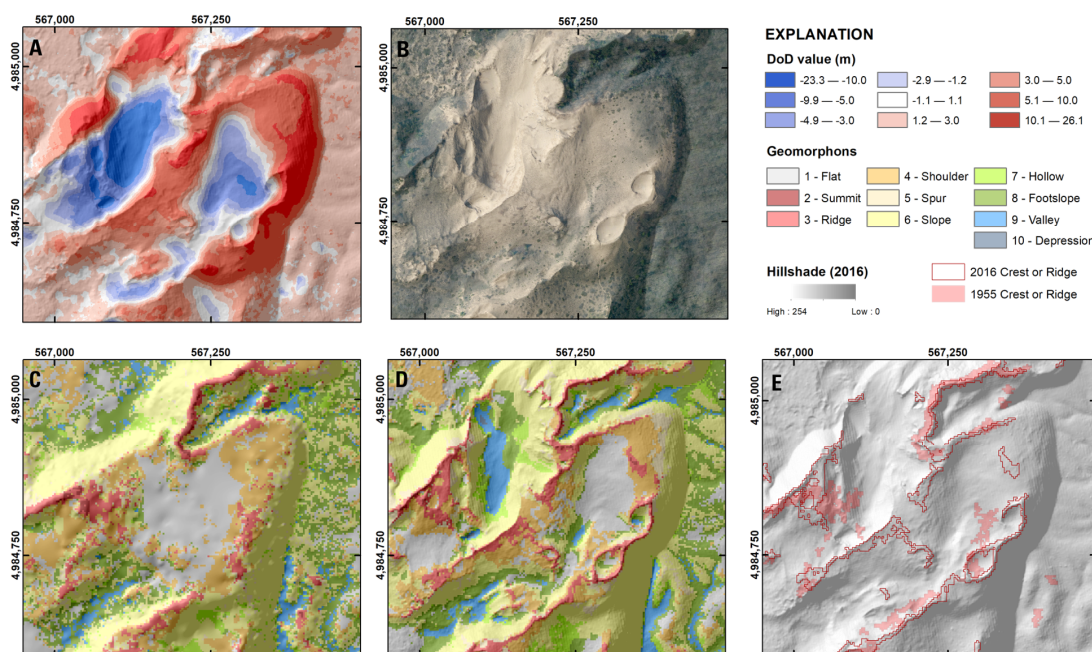 567,000 567,250
567,000 567,250
A
B
4,985,000
4,985,000
4,984,750
4,984,750
EXPLANATION
DoD value (m)
-23.3 — -10.0
-2.9 — -1.2
3.0 — 5.0
-9.9 — -5.0
-1.1 — 1.1
5.1 — 10.0
-4.9 — -3.0
1.2 — 3.0
10.1 — 26.1
Geomorphons
1 - Flat
4 - Shoulder
7 - Hollow
2 - Summit
5 - Spur
8 - Footslope
3 - Ridge
6 - Slope
9 - Valley
10 - Depression
Hillshade (2016)
High : 254
Low : 0
2016 Crest or Ridge
1955 Crest or Ridge
567,000 567,250
567,000 567,250
567,000 567,250
C
D
E
4,985,000
4,985,000
4,985,000
4,984,750
4,984,750
4,984,750